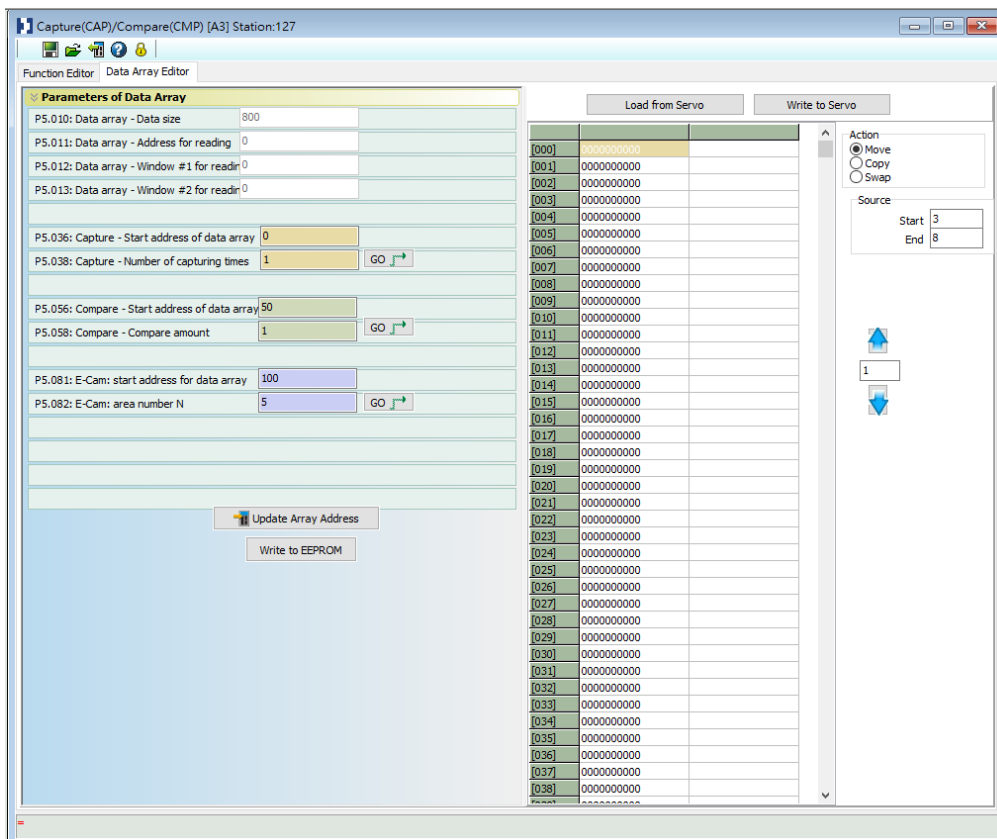 Capture(CAP)/Compare(CMP) [A3] Station:127
Function Editor Data Array Editor
Parameters of Data Array
P5.010: Data array - Data size 800
P5.011: Data array - Address for reading 0
P5.012: Data array - Window #1 for readin 0
P5.013: Data array - Window #2 for readin 0
P5.036: Capture - Start address of data array 0
P5.038: Capture - Number of capturing times 1 GO
P5.056: Compare - Start address of data array 50
P5.058: Compare - Compare amount 1 GO
P5.081: E-Cam: start address for data array 100
P5.082: E-Cam: area number N 5 GO
Update Array Address
Write to EEPROM
Load from Servo Write to Servo
[000] 0000000000
[001] 0000000000
[002] 0000000000
[003] 0000000000
[004] 0000000000
[005] 0000000000
[006] 0000000000
[007] 0000000000
[008] 0000000000
[009] 0000000000
[010] 0000000000
[011] 0000000000
[012] 0000000000
[013] 0000000000
[014] 0000000000
[015] 0000000000
[016] 0000000000
[017] 0000000000
[018] 0000000000
[019] 0000000000
[020] 0000000000
[021] 0000000000
[022] 0000000000
[023] 0000000000
[024] 0000000000
[025] 0000000000
[026] 0000000000
[027] 0000000000
[028] 0000000000
[029] 0000000000
[030] 0000000000
[031] 0000000000
[032] 0000000000
[033] 0000000000
[034] 0000000000
[035] 0000000000
[036] 0000000000
[037] 0000000000
[038] 0000000000
Action
Move
Copy
Swap
Source
Start 3
End 8
1
=